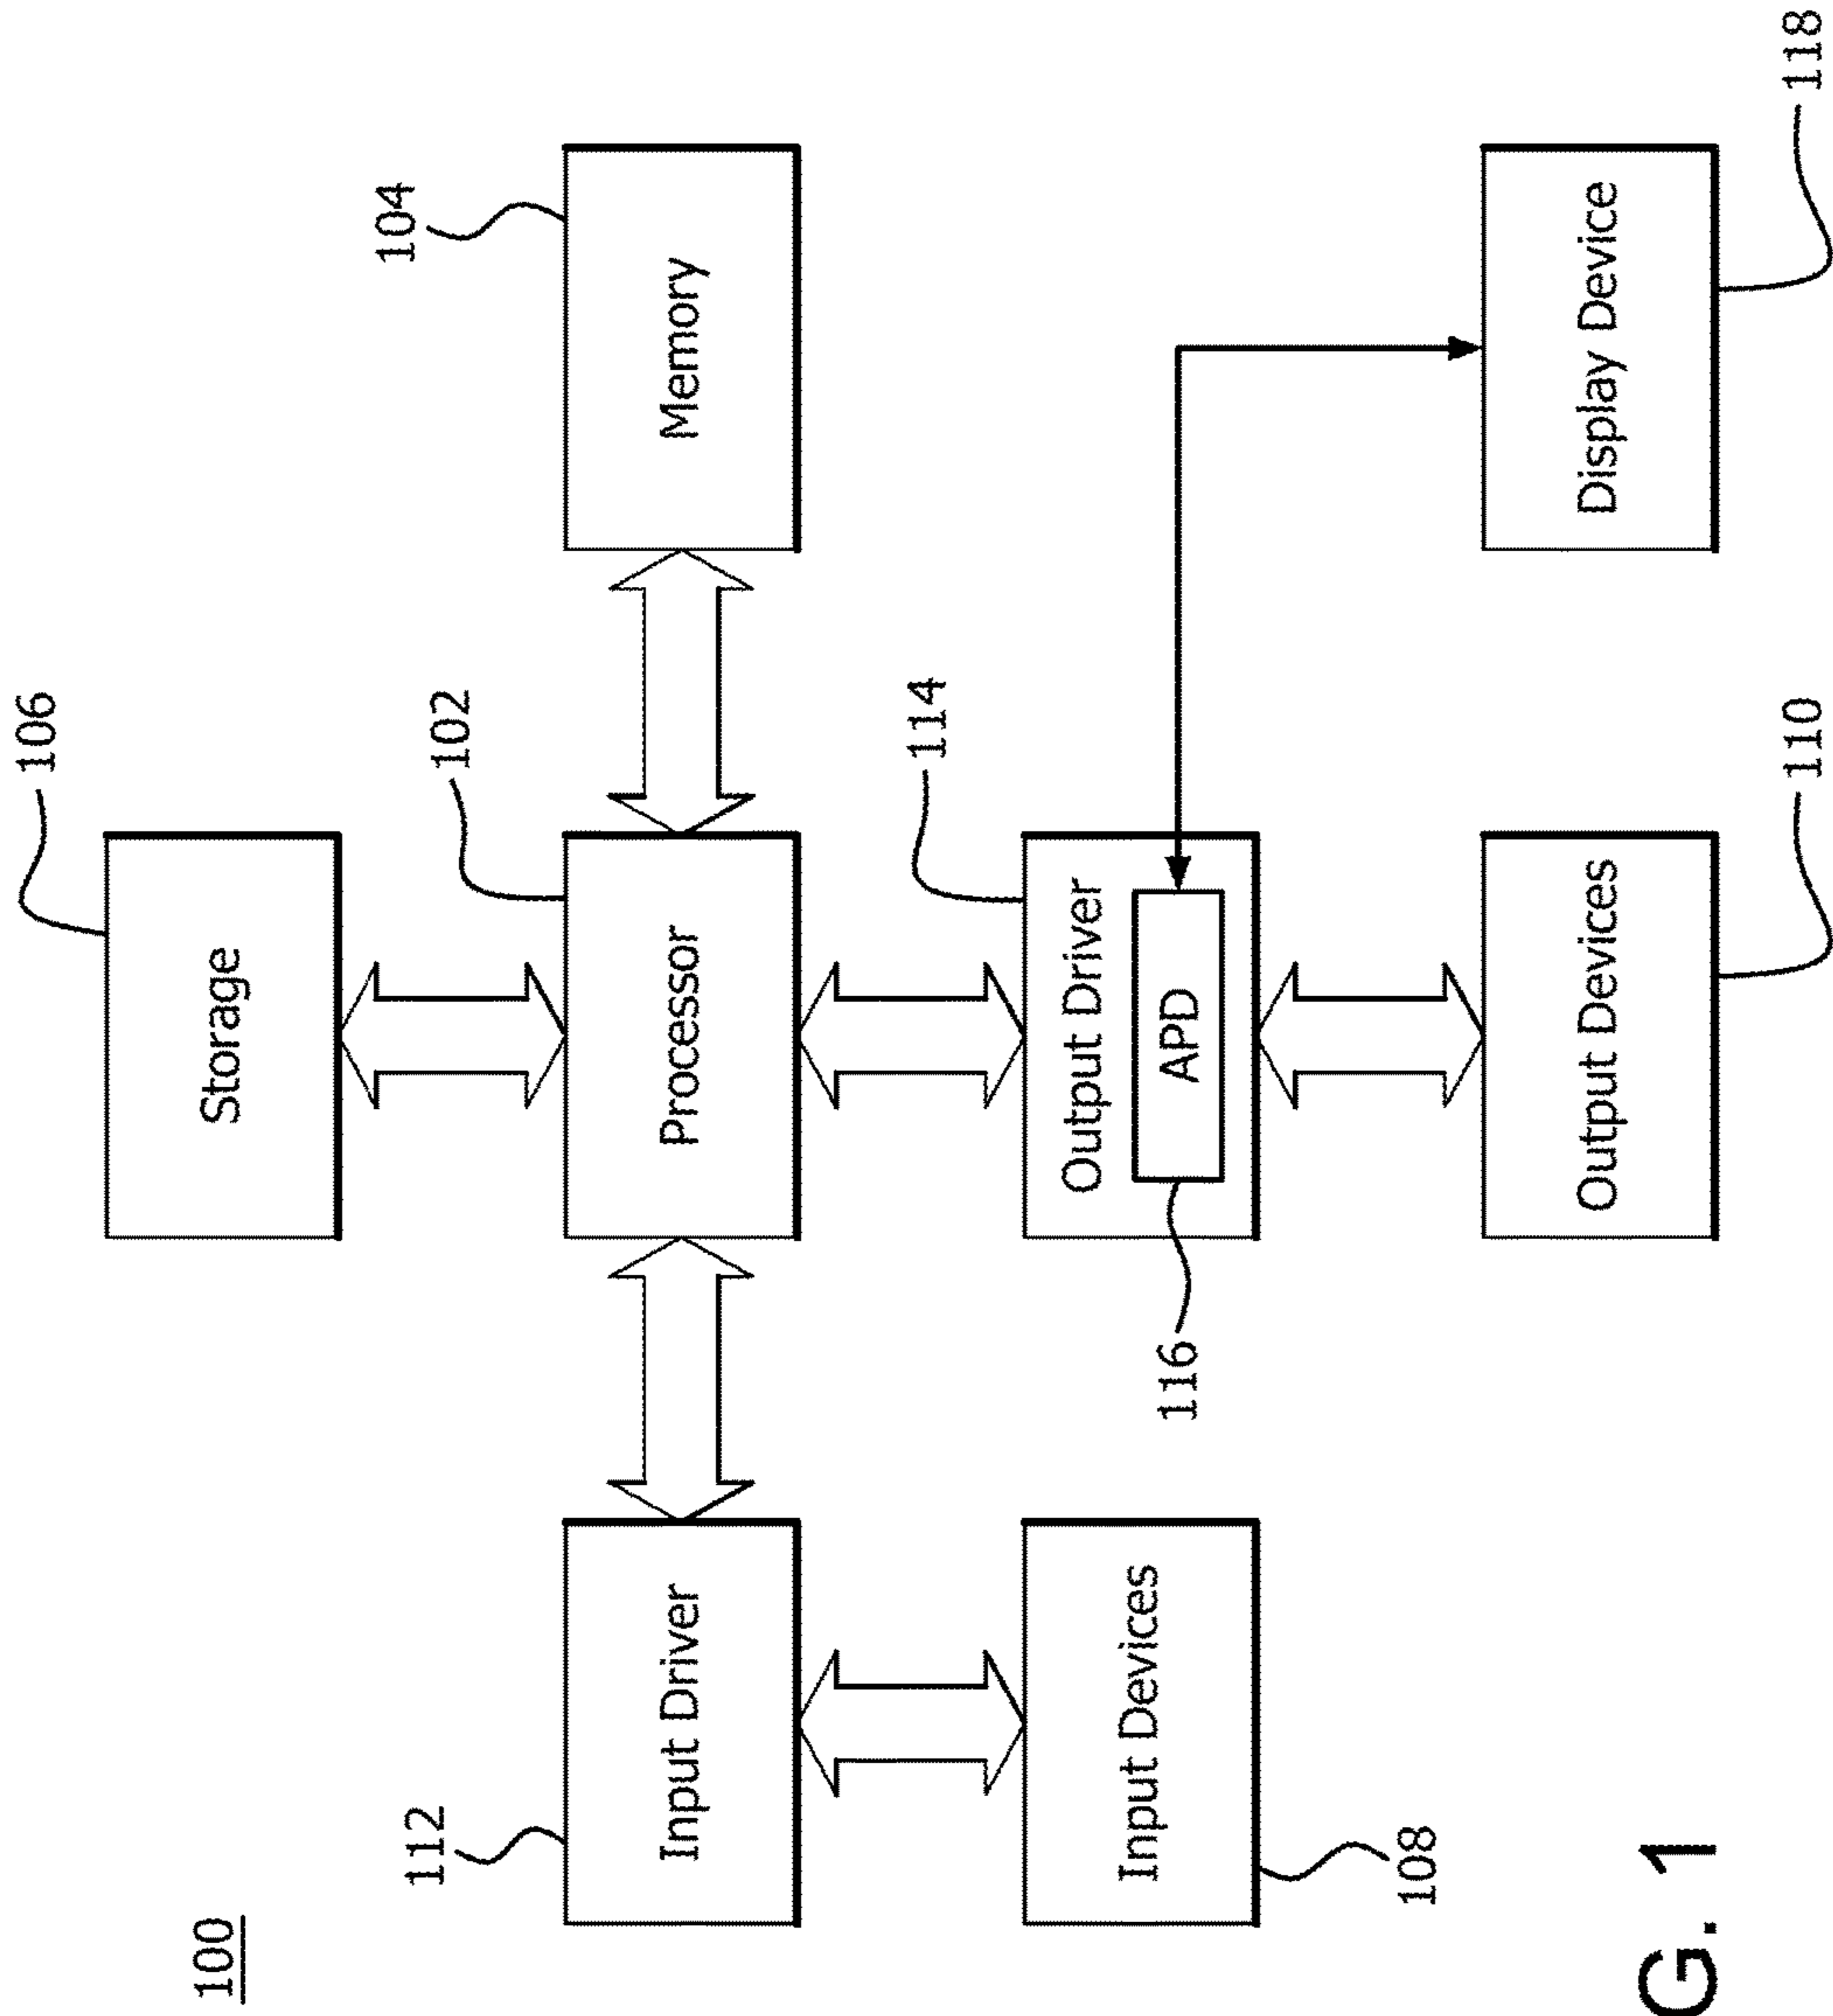 100
106
Storage
112
102
104
Input Driver
Processor
Memory
114
Input Devices
Output Driver
APD
108
116
Output Devices
Display Device
110
118
G. 1